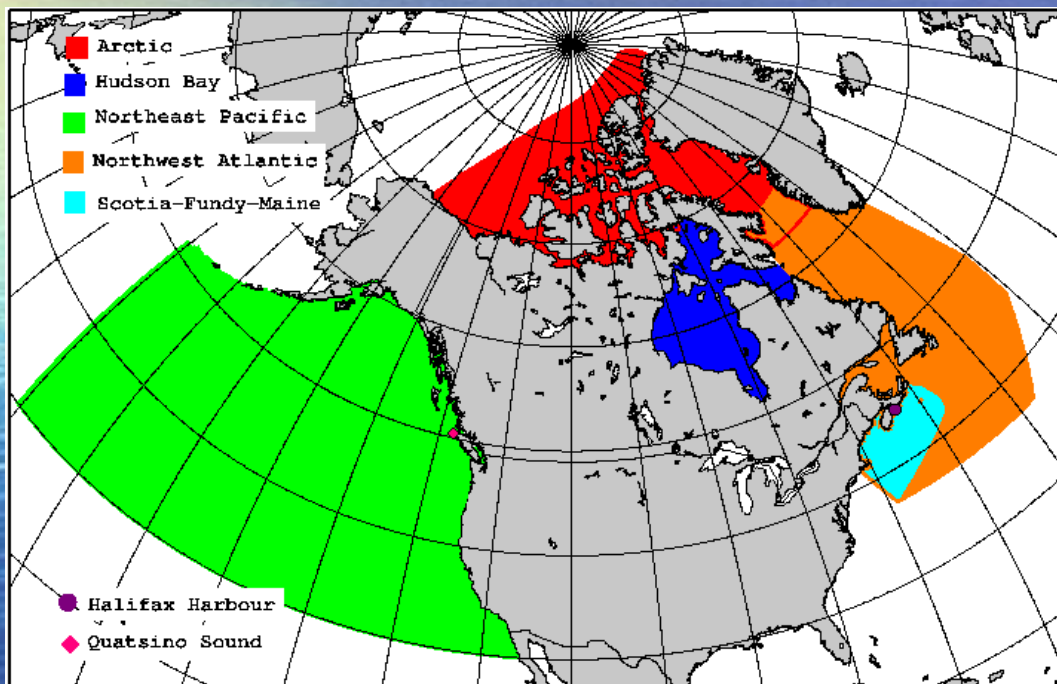 Arctic
Hudson Bay
Northeast Pacific
Northwest Atlantic
Scotia-Fundy-Maine
Halifax Harbour
Quatsino Sound